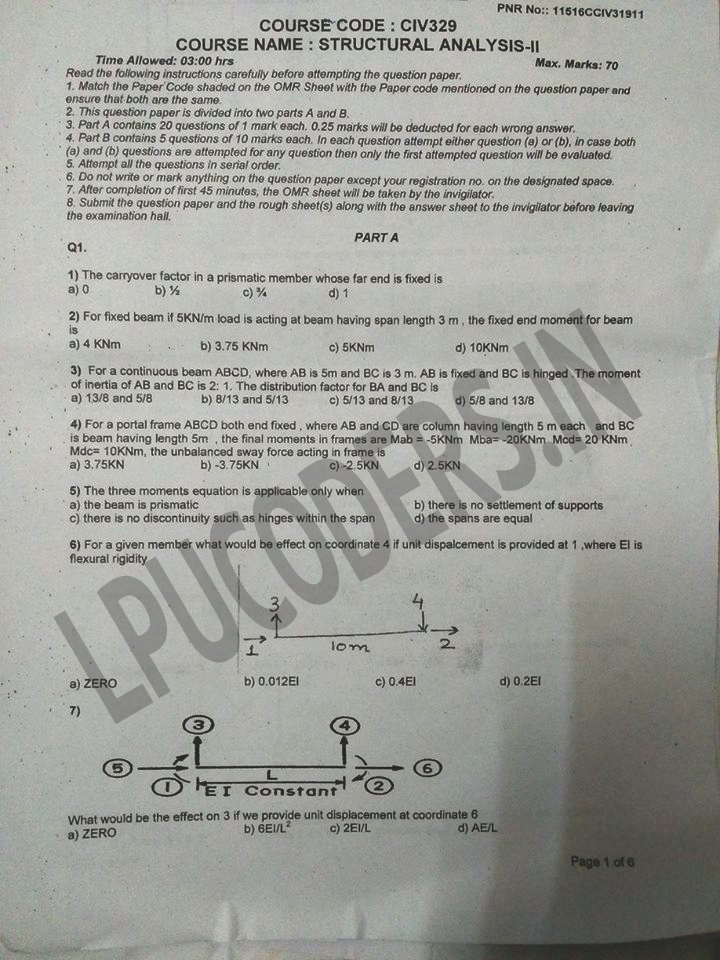 PNR No:: 11516CCIV31911
COURSE CODE : CIV329
COURSE NAME : STRUCTURAL ANALYSIS-II
Time Allowed: 03:00 hrs Max. Marks: 70
Read the following instructions carefully before attempting the question paper.
1. Match the Paper Code shaded on the OMR Sheet with the Paper code mentioned on the question paper and
ensure that both are the same.
2. This question paper is divided into two parts A and B.
3. Part A contains 20 questions of 1 mark each. 0.25 marks will be deducted for each wrong answer.
4. Part B contains 5 questions of 10 marks each. In each question attempt either question (a) or (b), in case both
(a) and (b) questions are attempted for any question then only the first attempted question will be evaluated.
5. Attempt all the questions in serial order.
6. Do not write or mark anything on the question paper except your registration no. on the designated space.
7. After completion of first 45 minutes, the OMR sheet will be taken by the invigilator.
8. Submit the question paper and the rough sheet(s) along with the answer sheet to the invigilator before leaving
the examination hall.
PART A
Q1.
1) The carryover factor in a prismatic member whose far end is fixed is
a) 0 b) ½ c) ¾ d) 1
2) For fixed beam if 5KN/m load is acting at beam having span length 3 m , the fixed end moment for beam
is
a) 4 KNm b) 3.75 KNm c) 5KNm d) 10KNm
3) For a continuous beam ABCD, where AB is 5m and BC is 3 m. AB is fixed and BC is hinged .The moment
of inertia of AB and BC is 2: 1. The distribution factor for BA and BC is
a) 13/8 and 5/8 b) 8/13 and 5/13 c) 5/13 and 8/13 d) 5/8 and 13/8
4) For a portal frame ABCD both end fixed , where AB and CD are column having length 5 m each and BC
is beam having length 5m , the final moments in frames are Mab = -5KNm Mba= -20KNm Mcd= 20 KNm
Mdc= 10KNm, the unbalanced sway force acting in frame is
a) 3.75KN b) -3.75KN c) -2.5KN d) 2.5KN
5) The three moments equation is applicable only when
a) the beam is prismatic b) there is no settlement of supports
c) there is no discontinuity such as hinges within the span d) the spans are equal
6) For a given member what would be effect on coordinate 4 if unit dispalcement is provided at 1 ,where EI is
flexural rigidity
3 4
1 10m 2
a) ZERO b) 0.012EI c) 0.4EI d) 0.2EI
7)
3 4
5 L 6
1 EI Constant 2
What would be the effect on 3 if we provide unit displacement at coordinate 6
a) ZERO b) 6EI/L² c) 2EI/L d) AE/L
Page 1 of 6
LPUCODERS.IN